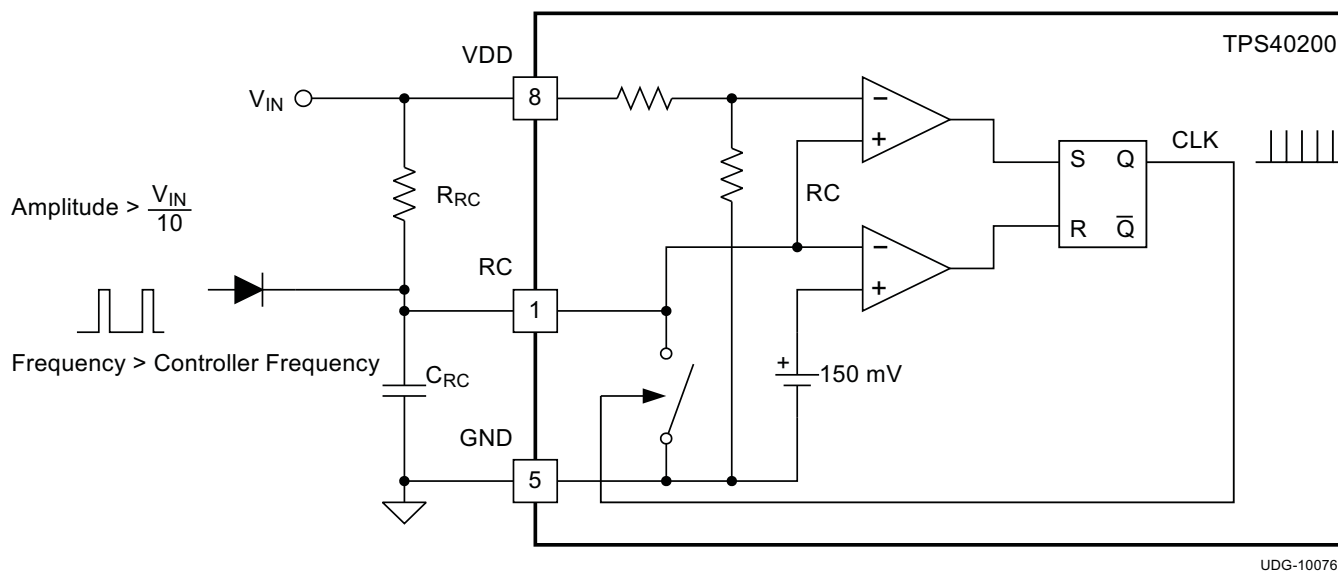 TPS40200
VDD
V_IN
8
−
+
S Q
R Q̅
CLK
RC
R_RC
Amplitude > V_IN
10
RC
1
−
+
Frequency > Controller Frequency
C_RC
+
150 mV
GND
5
UDG-10076